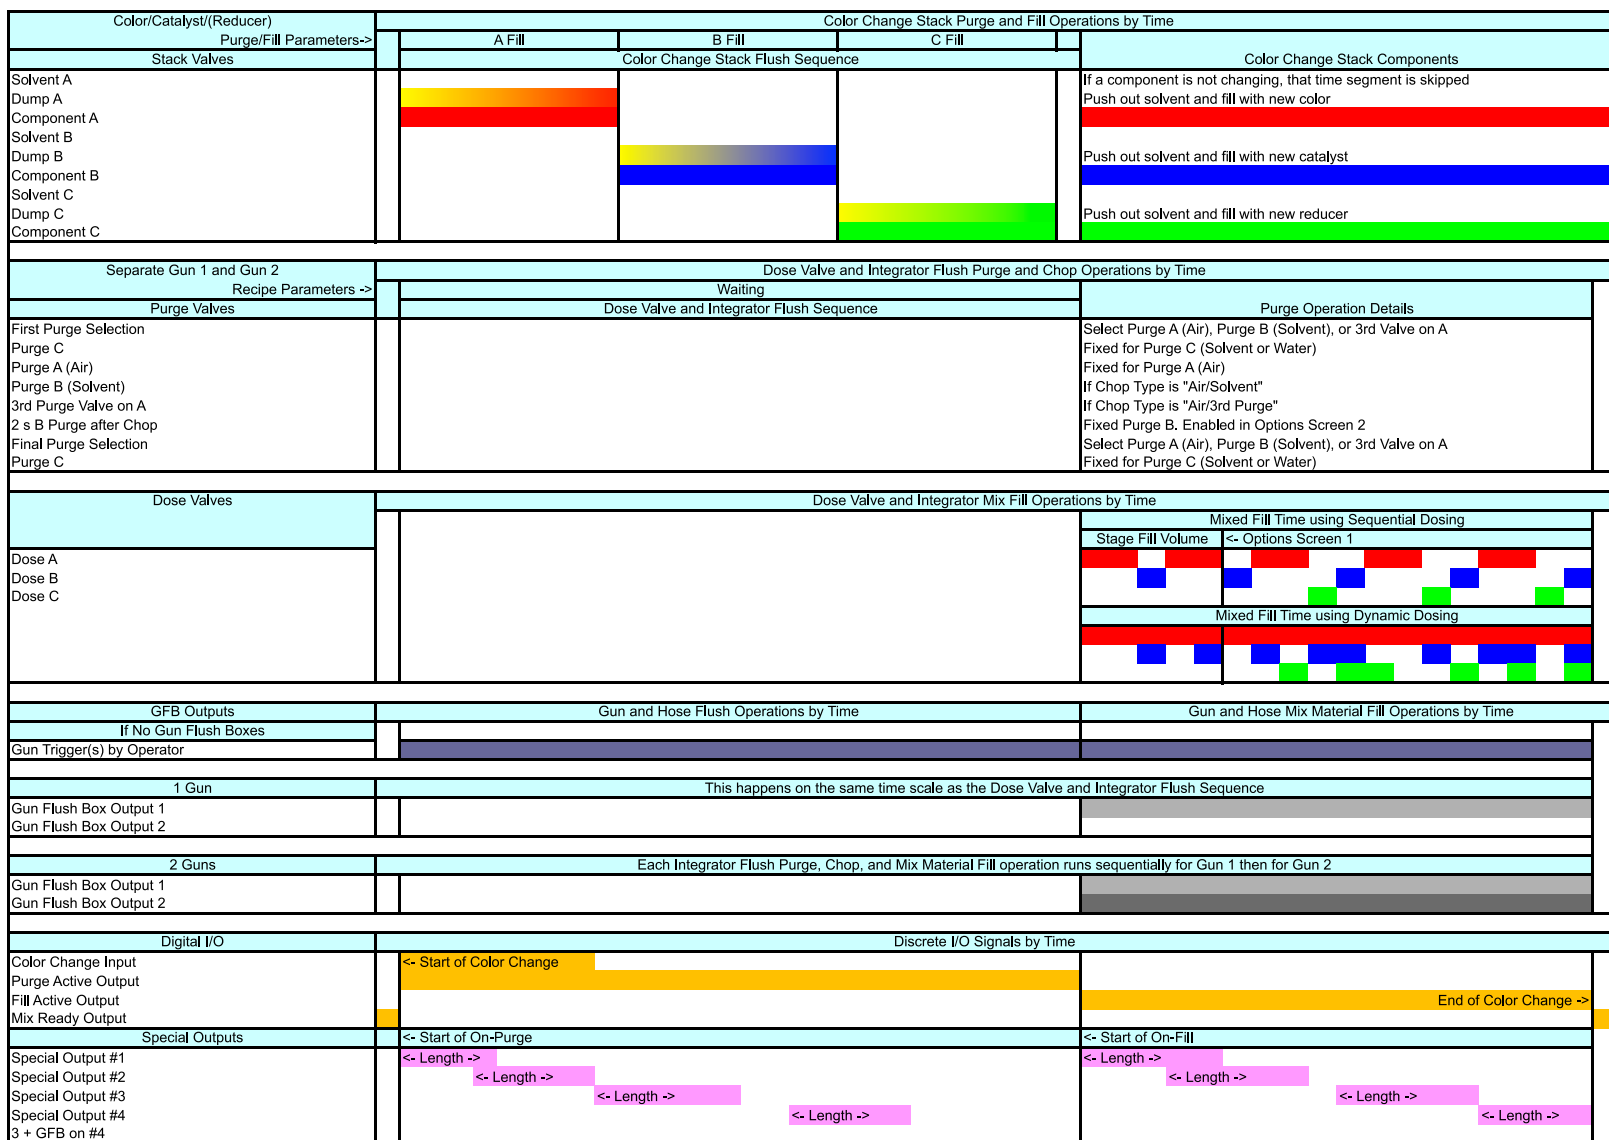 Color/Catalyst/(Reducer) Color Change Stack Purge and Fill Operations by Time
Purge/Fill Parameters-> A Fill B Fill C Fill
Stack Valves Color Change Stack Flush Sequence Color Change Stack Components
Solvent A If a component is not changing, that time segment is skipped
Dump A Push out solvent and fill with new color
Component A
Solvent B
Dump B Push out solvent and fill with new catalyst
Component B
Solvent C
Dump C Push out solvent and fill with new reducer
Component C
Separate Gun 1 and Gun 2 Dose Valve and Integrator Flush Purge and Chop Operations by Time
Recipe Parameters -> Waiting
Purge Valves Dose Valve and Integrator Flush Sequence Purge Operation Details
First Purge Selection Select Purge A (Air), Purge B (Solvent), or 3rd Valve on A
Purge C Fixed for Purge C (Solvent or Water)
Purge A (Air) Fixed for Purge A (Air)
Purge B (Solvent) If Chop Type is "Air/Solvent"
3rd Purge Valve on A If Chop Type is "Air/3rd Purge"
2 s B Purge after Chop Fixed Purge B. Enabled in Options Screen 2
Final Purge Selection Select Purge A (Air), Purge B (Solvent), or 3rd Valve on A
Purge C Fixed for Purge C (Solvent or Water)
Dose Valves Dose Valve and Integrator Mix Fill Operations by Time
Mixed Fill Time using Sequential Dosing
Stage Fill Volume <- Options Screen 1
Dose A
Dose B
Dose C
Mixed Fill Time using Dynamic Dosing
GFB Outputs Gun and Hose Flush Operations by Time Gun and Hose Mix Material Fill Operations by Time
If No Gun Flush Boxes
Gun Trigger(s) by Operator
1 Gun This happens on the same time scale as the Dose Valve and Integrator Flush Sequence
Gun Flush Box Output 1
Gun Flush Box Output 2
2 Guns Each Integrator Flush Purge, Chop, and Mix Material Fill operation runs sequentially for Gun 1 then for Gun 2
Gun Flush Box Output 1
Gun Flush Box Output 2
Digital I/O Discrete I/O Signals by Time
Color Change Input <- Start of Color Change
Purge Active Output
Fill Active Output End of Color Change ->
Mix Ready Output
Special Outputs <- Start of On-Purge <- Start of On-Fill
Special Output #1 <- Length -> <- Length ->
Special Output #2 <- Length -> <- Length ->
Special Output #3 <- Length -> <- Length ->
Special Output #4 <- Length -> <- Length ->
3 + GFB on #4